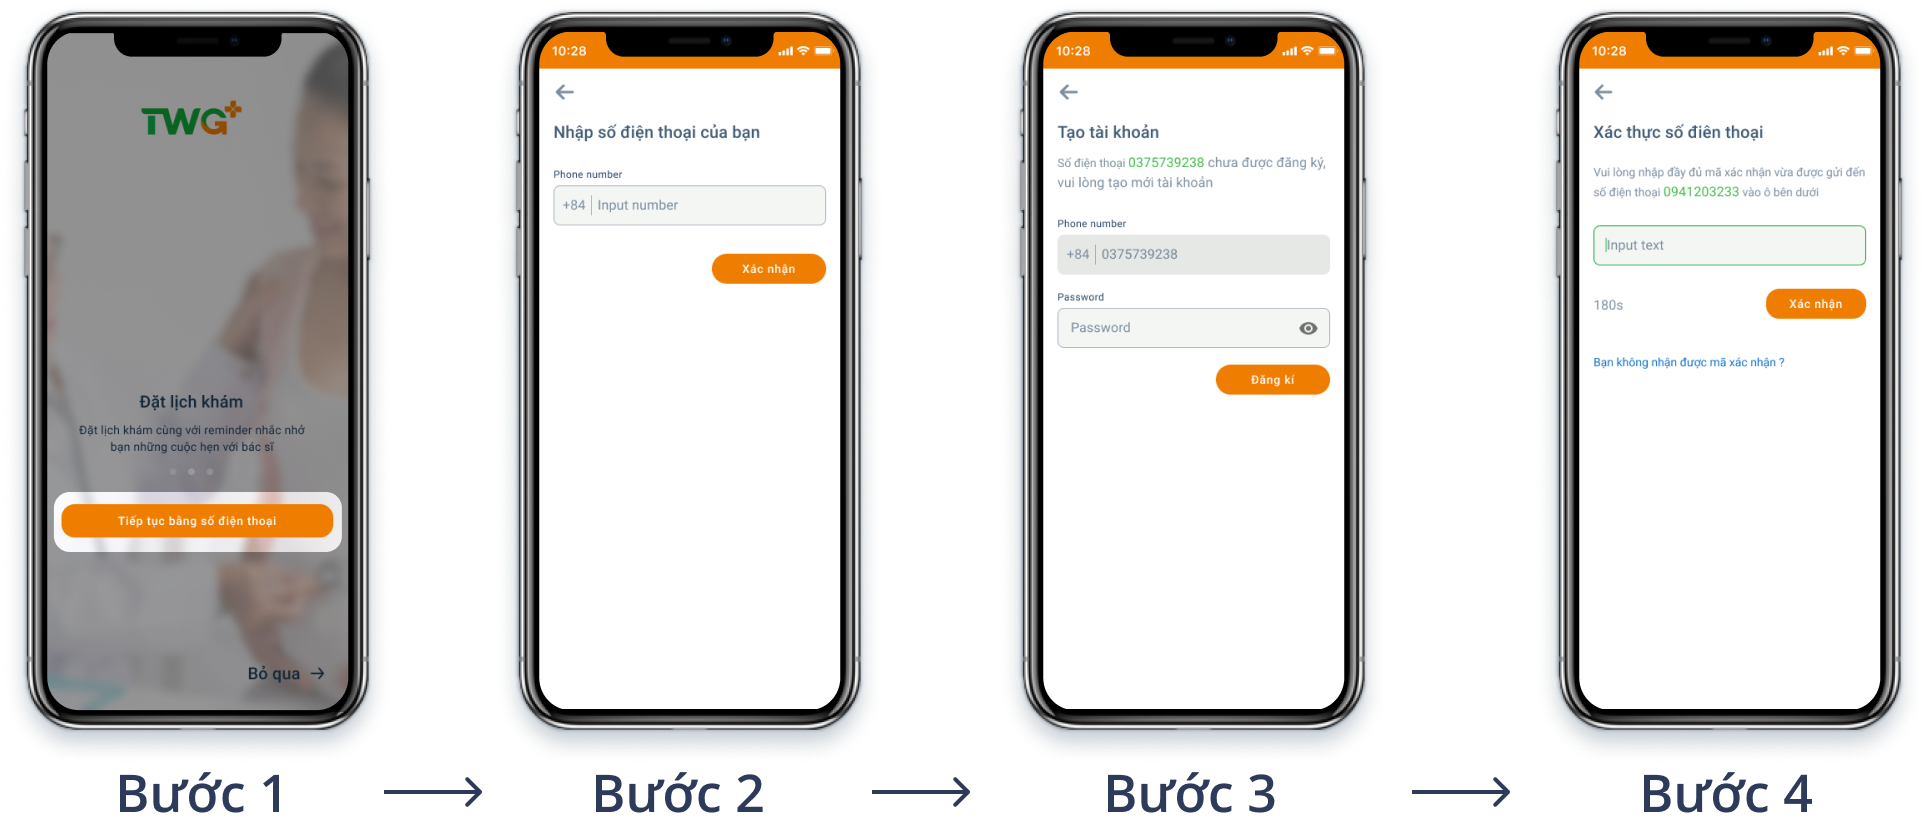 TWG+
Đặt lịch khám
Đặt lịch khám cùng với reminder nhắc nhở
bạn những cuộc hẹn với bác sĩ
Tiếp tục bằng số điện thoại
Bỏ qua →
Bước 1
10:28
Nhập số điện thoại của bạn
Phone number
+84 Input number
Xác nhận
Bước 2
10:28
Tạo tài khoản
Số điện thoại 0375739238 chưa được đăng ký,
vui lòng tạo mới tài khoản
Phone number
+84 0375739238
Password
Password
Đăng kí
Bước 3
10:28
Xác thực số điên thoại
Vui lòng nhập đầy đủ mã xác nhận vừa được gửi đến
số điện thoại 0941203233 vào ô bên dưới
Input text
180s
Xác nhận
Bạn không nhận được mã xác nhận ?
Bước 4